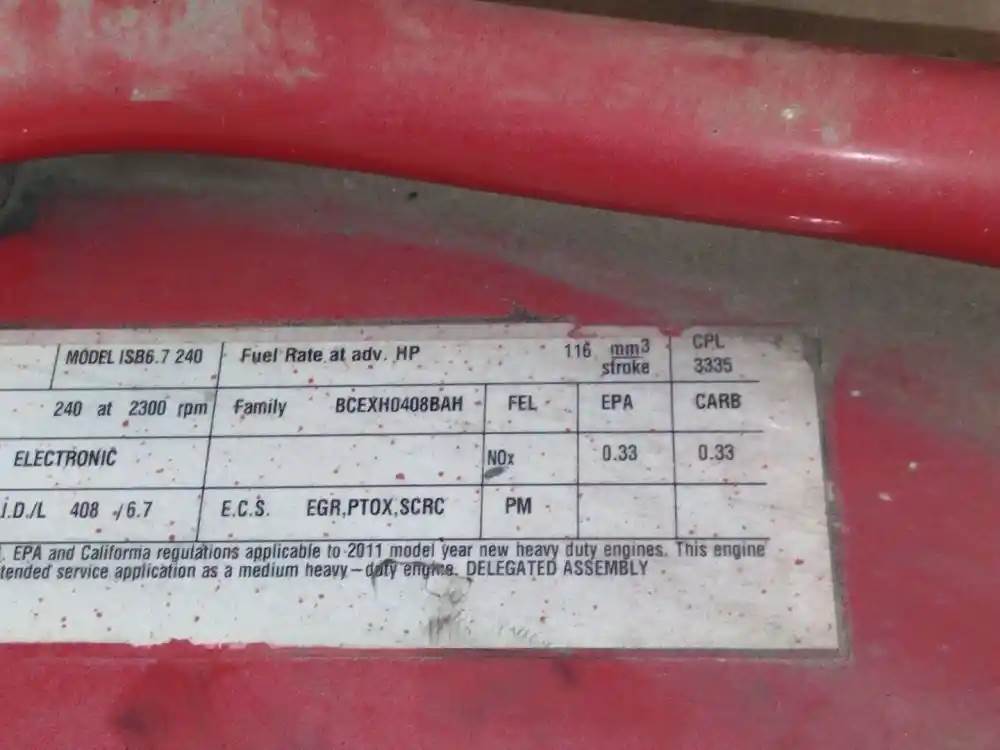 MODEL ISB6.7 240 Fuel Rate at adv. HP 116 mm3/stroke CPL 3335
240 at 2300 rpm Family BCEXH0408BAH FEL EPA CARB
ELECTRONIC NOx 0.33 0.33
I.D./L 408 / 6.7 E.C.S. EGR,PTOX,SCRC PM
. EPA and California regulations applicable to 2011 model year new heavy duty engines. This engine
tended service application as a medium heavy-duty engine. DELEGATED ASSEMBLY